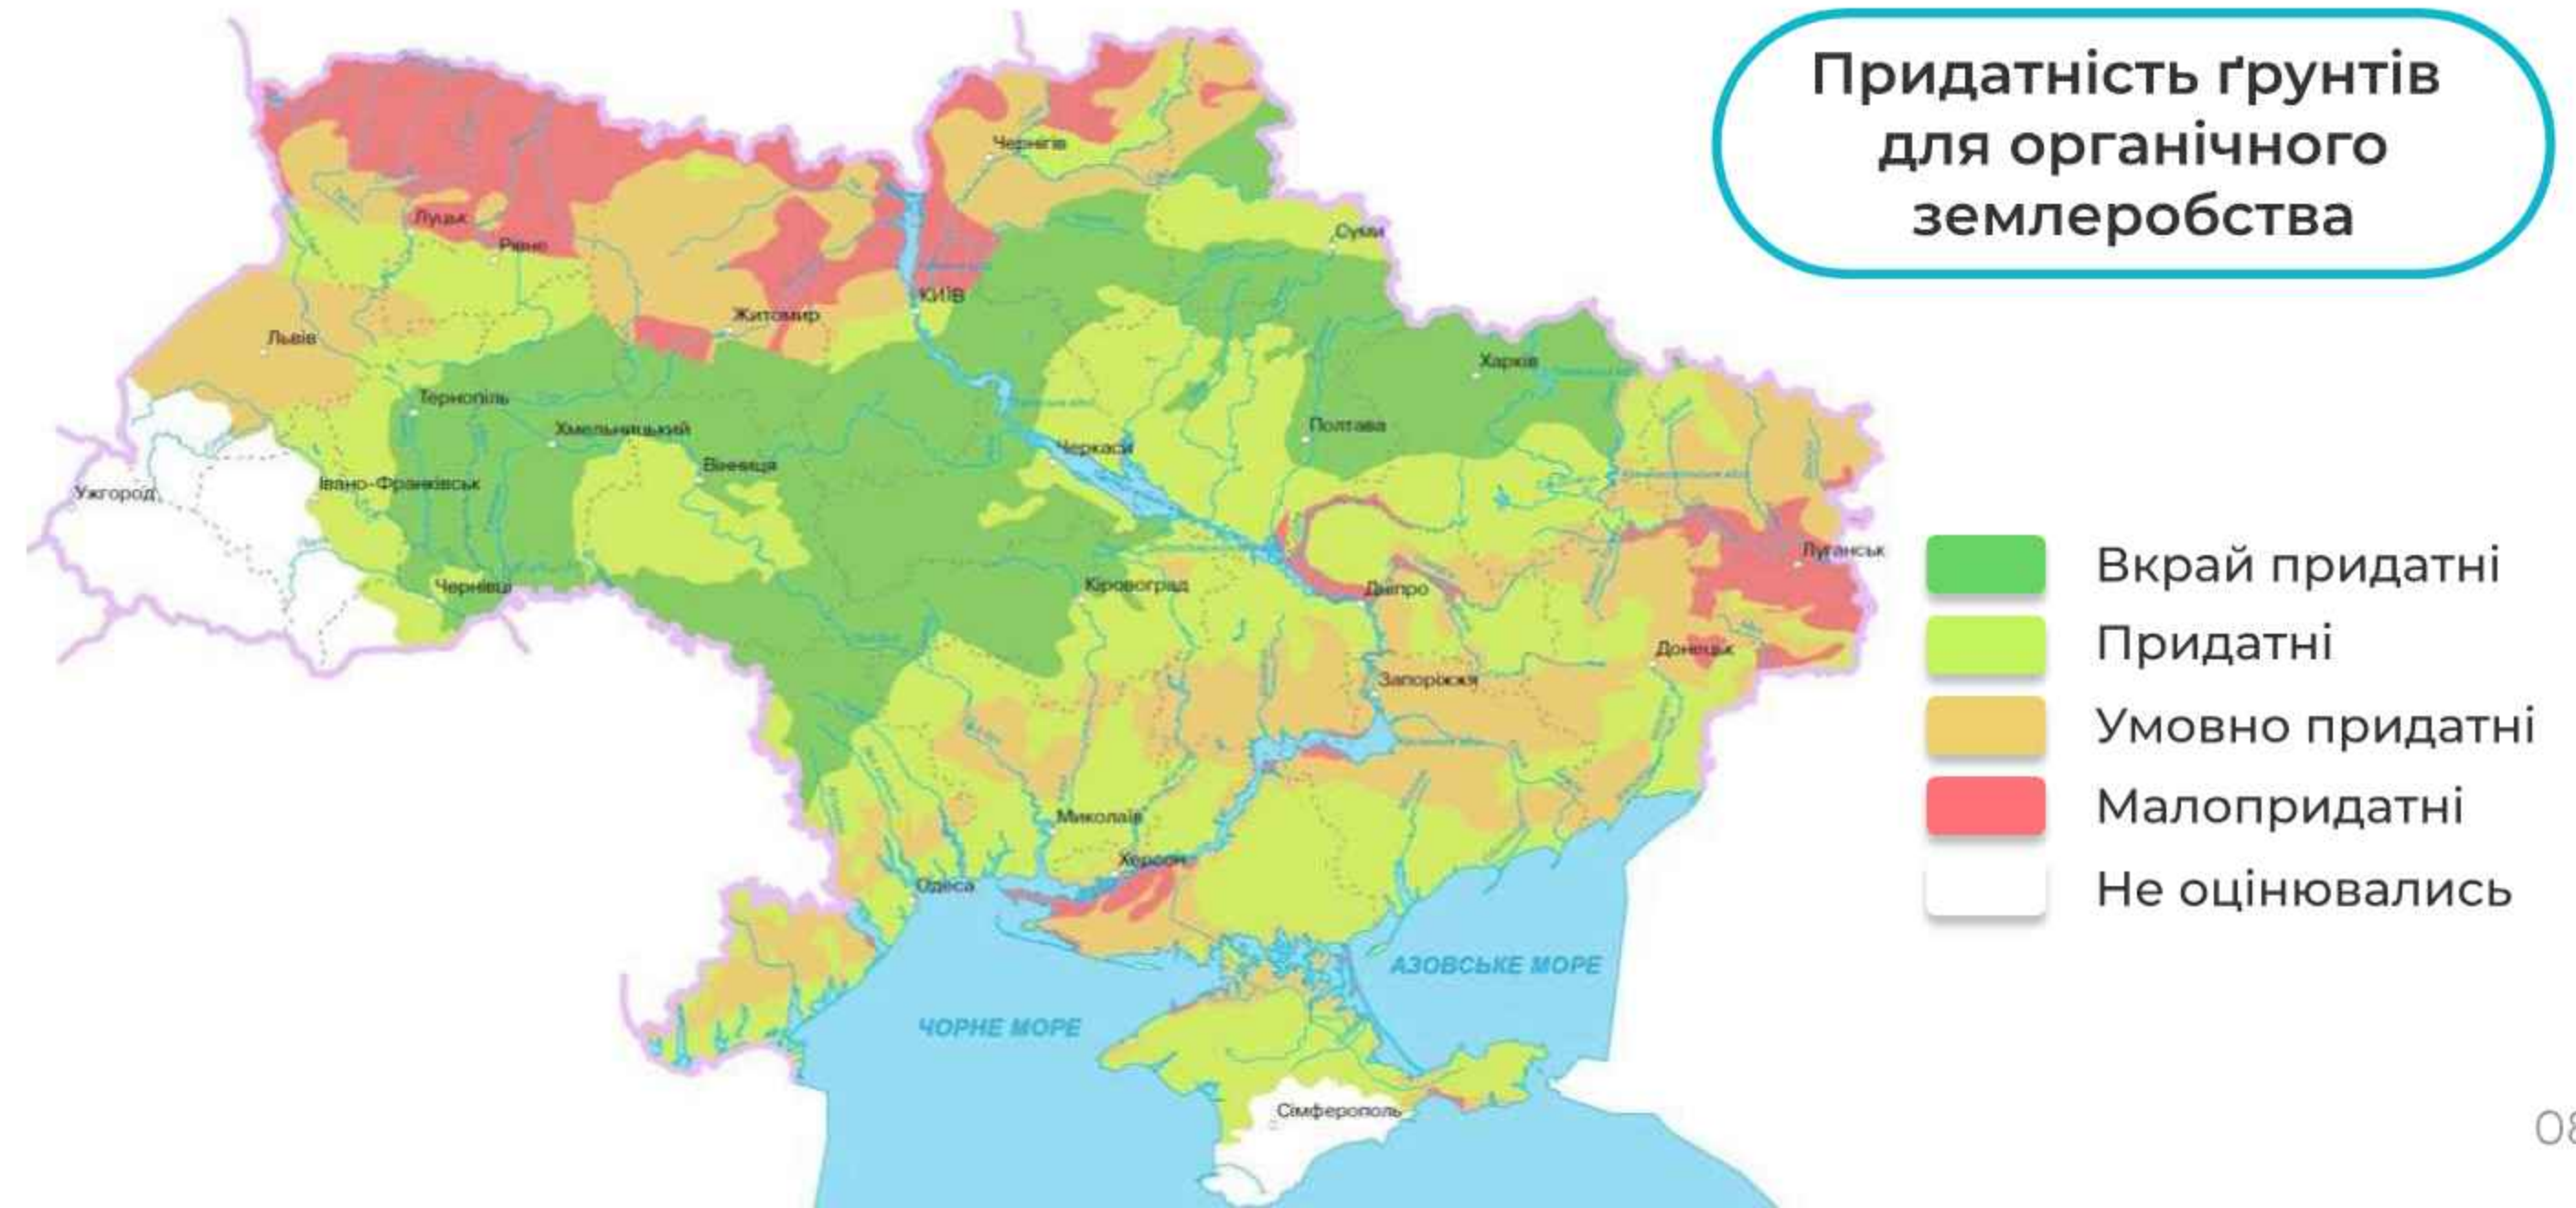 Придатність ґрунтів
для органічного
землеробства
Чернігів
Луцьк
Рівне
Суми
КИЇВ
Житомир
Львів
Харків
Тернопіль
Хмельницький
Полтава
Черкаси
Вінниця
Івано-Франківськ
Ужгород
Луганськ
Чернівці
Кіровоград
Дніпро
Донецьк
Запоріжжя
Миколаїв
Херсон
Одеса
АЗОВСЬКЕ МОРЕ
ЧОРНЕ МОРЕ
Сімферополь
Вкрай придатні
Придатні
Умовно придатні
Малопридатні
Не оцінювались